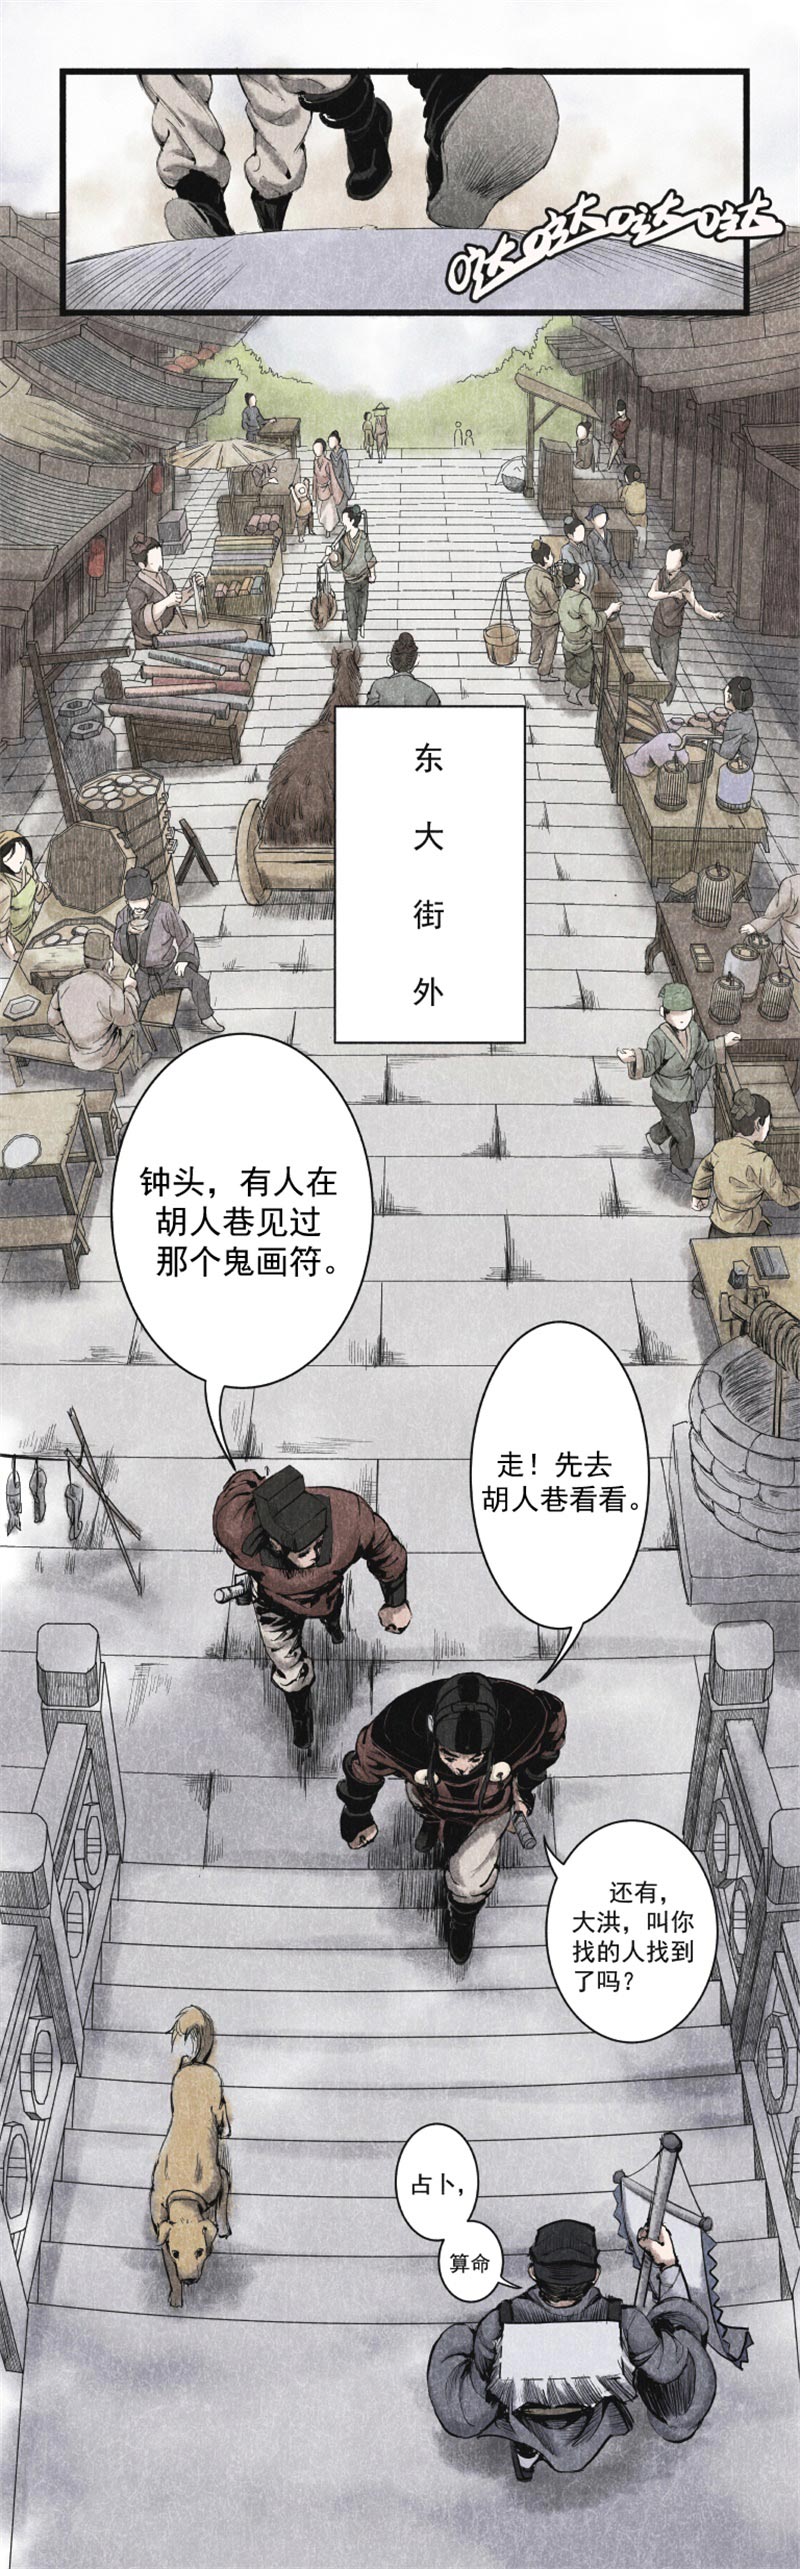 哒哒哒哒
东大街外
钟头，有人在
胡人巷见过
那个鬼画符。
走！先去
胡人巷看看。
还有，
大洪，叫你
找的人找到
了吗？
占卜，
算命